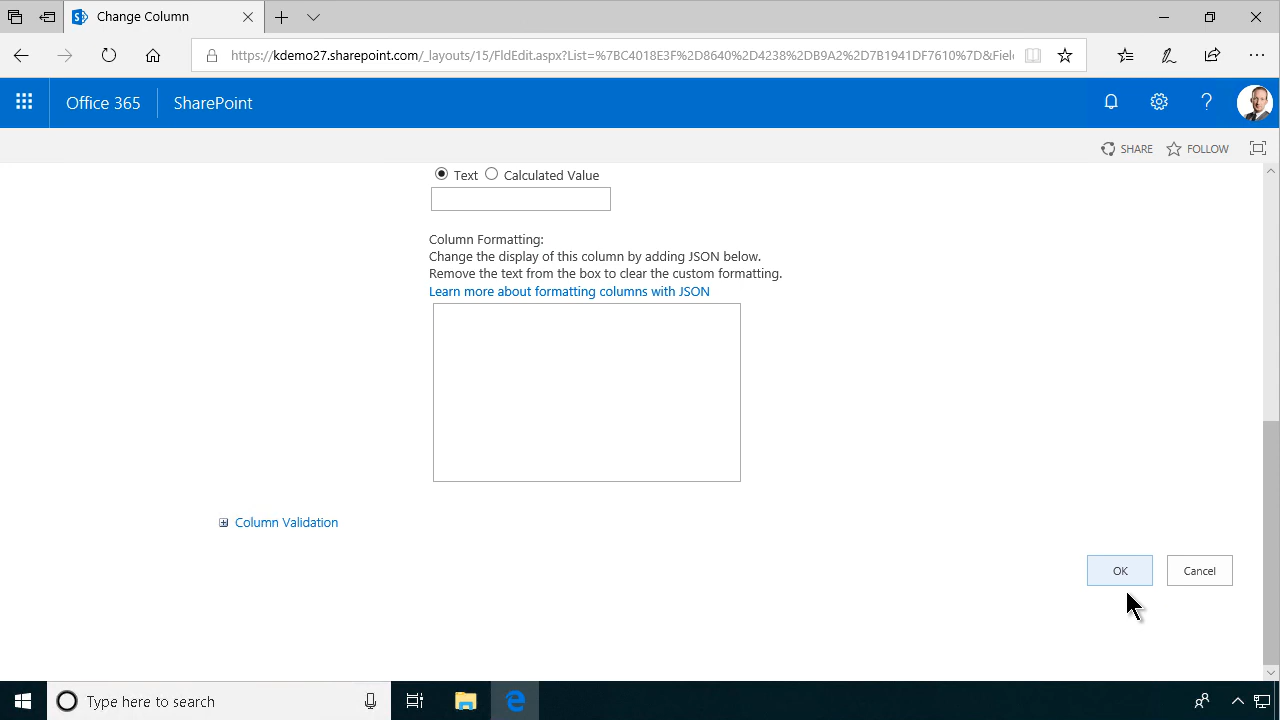 Change Column
https://kdemo27.sharepoint.com/_layouts/15/FldEdit.aspx?List=%7BC4018E3F%2D8640%2D4238%2DB9A2%2D7B1941DF7610%7D&Fiel
Office 365
SharePoint
?
SHARE
FOLLOW
Text
Calculated Value
Column Formatting:
Change the display of this column by adding JSON below.
Remove the text from the box to clear the custom formatting.
Learn more about formatting columns with JSON
Column Validation
OK
Cancel
Type here to search